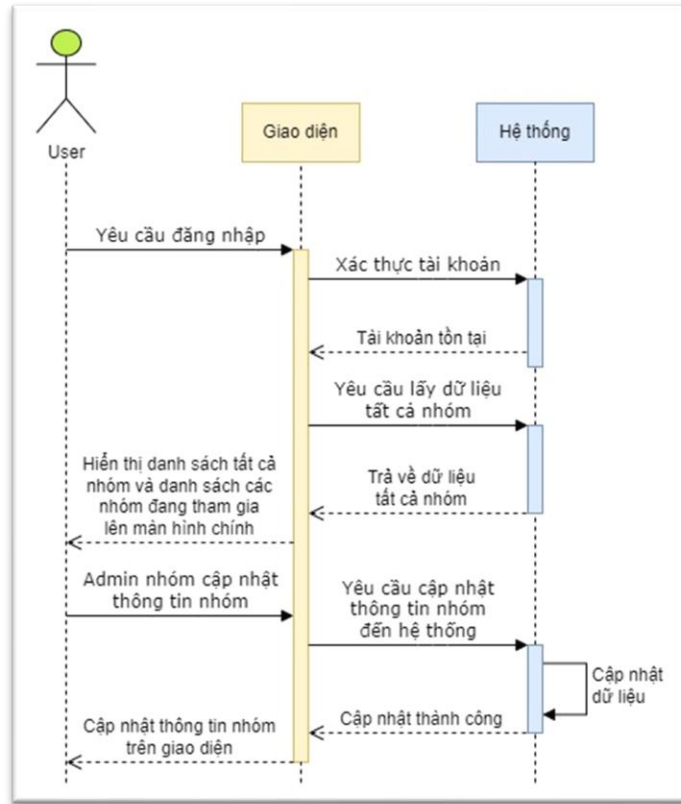 User
Giao diện
Hệ thống
Yêu cầu đăng nhập
Xác thực tài khoản
Tài khoản tồn tại
Yêu cầu lấy dữ liệu
tất cả nhóm
Trả về dữ liệu
tất cả nhóm
Hiển thị danh sách tất cả
nhóm và danh sách các
nhóm đang tham gia
lên màn hình chính
Admin nhóm cập nhật
thông tin nhóm
Yêu cầu cập nhật
thông tin nhóm
đến hệ thống
Cập nhật
dữ liệu
Cập nhật thành công
Cập nhật thông tin nhóm
trên giao diện